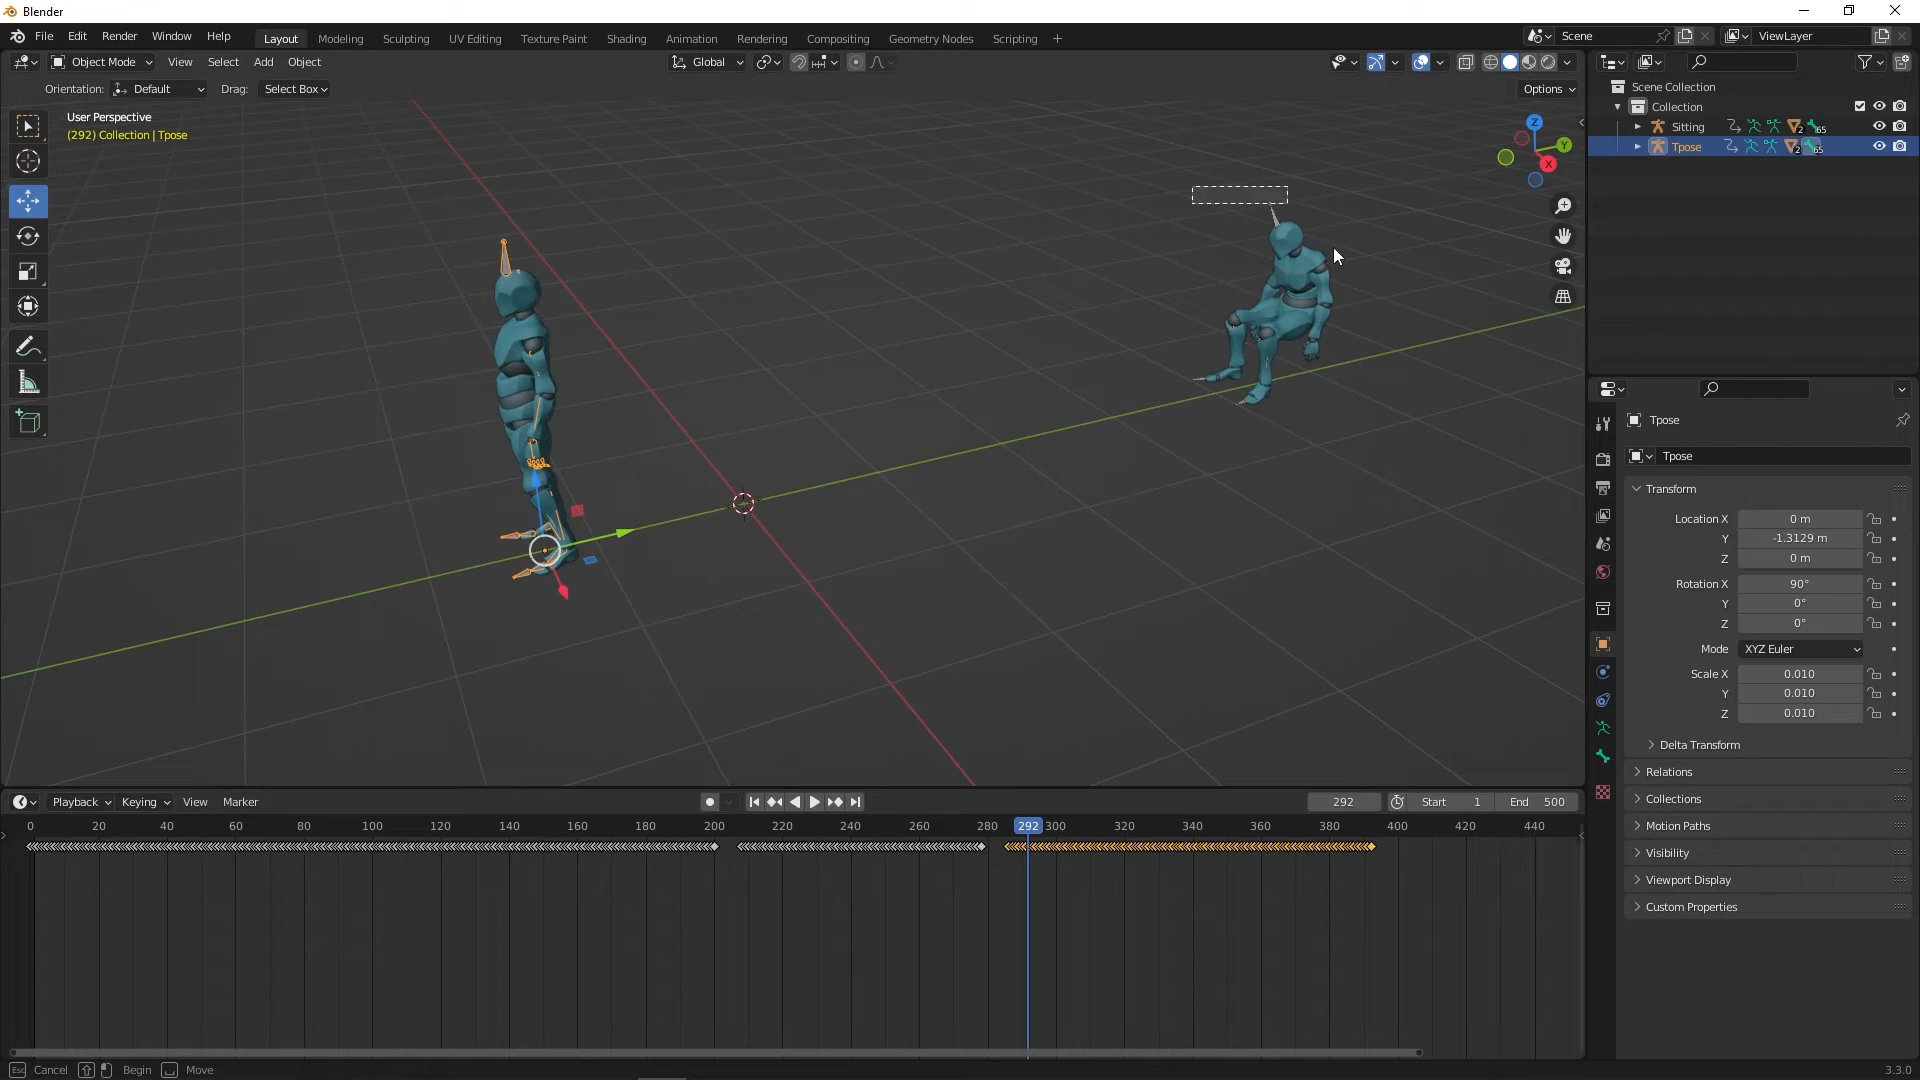 Blender
File Edit Render Window Help Layout Modeling Sculpting UV Editing Texture Paint Shading Animation Rendering Compositing Geometry Nodes Scripting + Scene ViewLayer
Object Mode View Select Add Object Global
Orientation: Default Drag: Select Box Options
User Perspective
(292) Collection | Tpose
Z
Y
X
Scene Collection
Collection
Sitting 2 65
Tpose 2 65
Tpose
Tpose
Transform
Location X 0 m
Y -1.3129 m
Z 0 m
Rotation X 90°
Y 0°
Z 0°
Mode XYZ Euler
Scale X 0.010
Y 0.010
Z 0.010
Delta Transform
Relations
Collections
Motion Paths
Visibility
Viewport Display
Custom Properties
Playback Keying View Marker 292 Start 1 End 500
0 20 40 60 80 100 120 140 160 180 200 220 240 260 280 292 300 320 340 360 380 400 420 440
Esc Cancel Begin Move 3.3.0